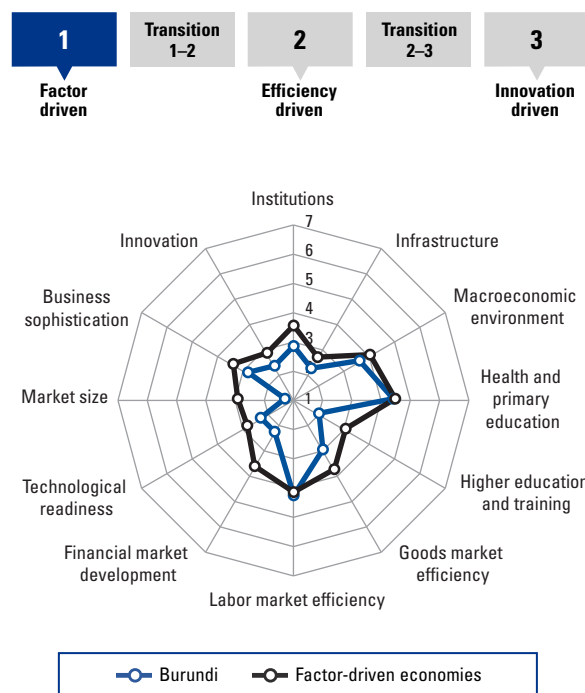 1
Transition
1–2
2
Transition
2–3
3
Factor
driven
Efficiency
driven
Innovation
driven
Institutions
7
Innovation
6
Infrastructure
5
Business
sophistication
4
Macroeconomic
environment
3
Market size
1
Health and
primary
education
Technological
readiness
Higher education
and training
Financial market
development
Goods market
efficiency
Labor market efficiency
Burundi
Factor-driven economies